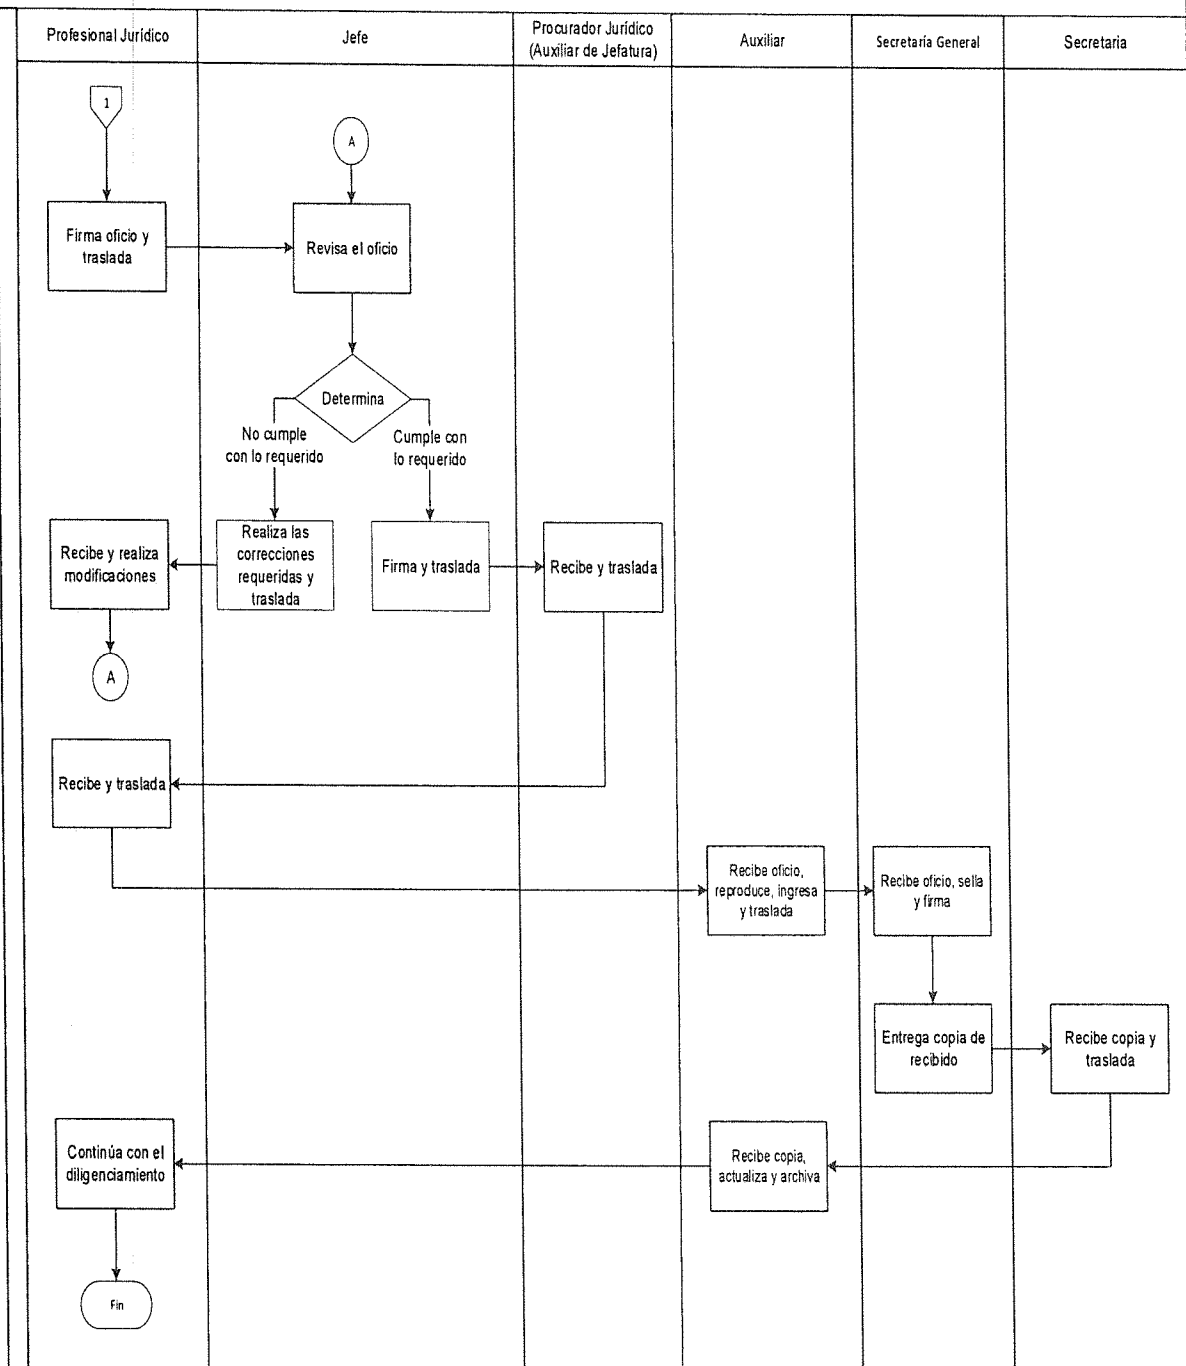 Profesional Jurídico
Jefe
Procurador Jurídico
(Auxiliar de Jefatura)
Auxiliar
Secretaría General
Secretaria
1
A
Firma oficio y
traslada
Revisa el oficio
Determina
No cumple
con lo requerido
Cumple con
lo requerido
Recibe y realiza
modificaciones
Realiza las
correcciones
requeridas y
traslada
Firma y traslada
Recibe y traslada
A
Recibe y traslada
Recibe oficio,
reproduce, ingresa
y traslada
Recibe oficio, sella
y firma
Entrega copia de
recibido
Recibe copia y
traslada
Continúa con el
diligenciamiento
Recibe copia,
actualiza y archiva
Fin